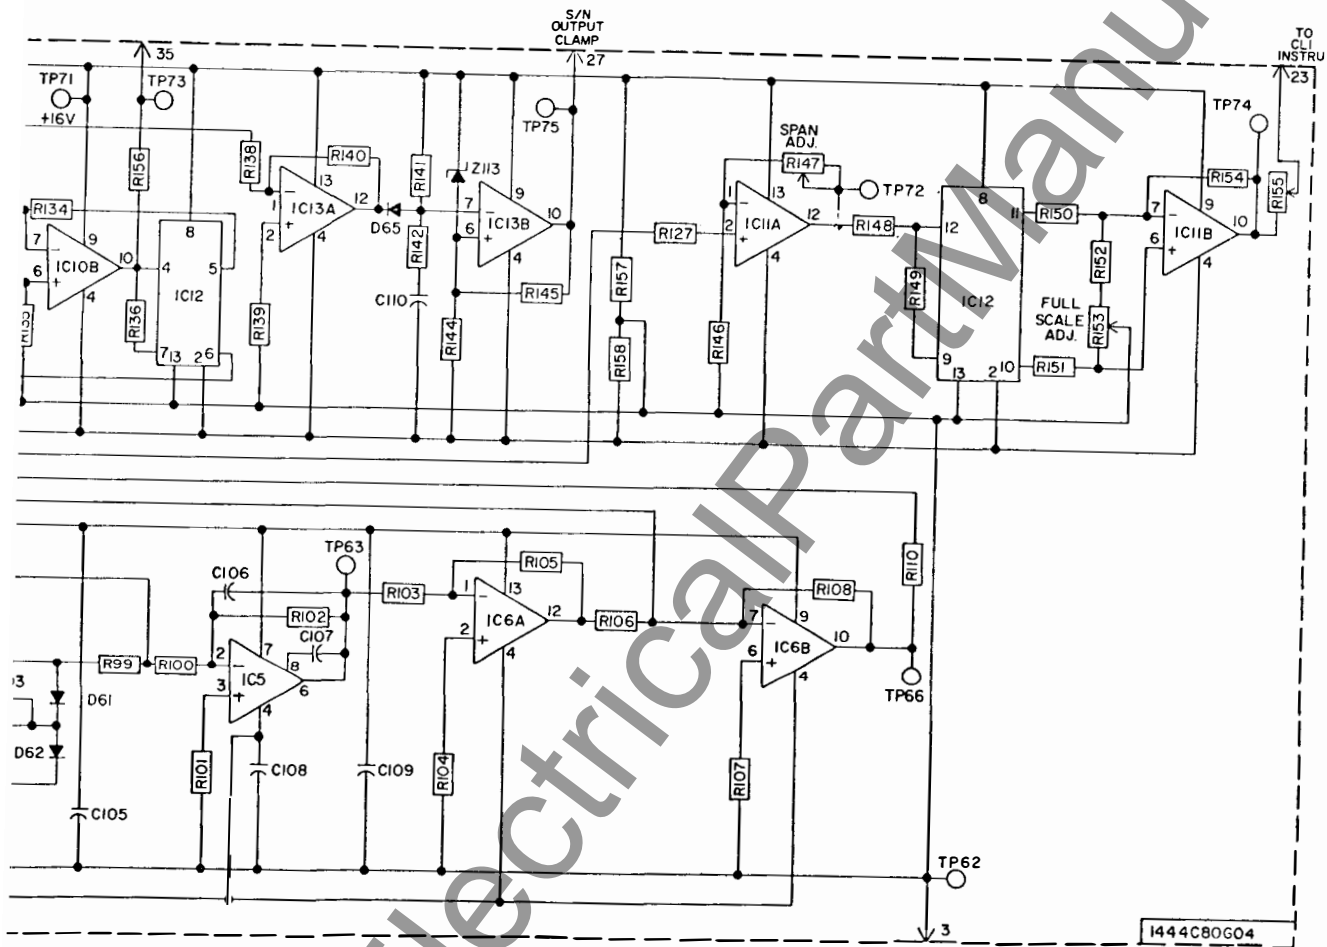 S/N
OUTPUT
CLAMP
TO
CLI
INSTRU
35
27
23
TP71
TP73
+16V
TP75
TP74
SPAN
ADJ.
R147
R156
R138
R140
R141
Z113
R154
R155
TP72
R134
8
13
IC13A
1
2
12
4
D65
R142
C110
7
6
9
IC13B
10
4
R127
R157
1
2
13
IC11A
12
4
R148
12
8
11
R150
7
6
9
IC11B
10
4
7
6
9
IC10B
10
4
4
5
IC12
R136
7
13
2
6
R139
R144
R145
R158
R146
R149
IC12
9
13
2
10
R152
FULL
SCALE
ADJ.
R153
R151
TP63
C106
R102
C107
R103
R105
1
2
13
IC6A
12
4
R106
R108
7
6
9
IC6B
10
4
R110
R99
R100
2
3
7
8
IC5
6
4
D61
D62
TP66
R101
C108
C109
R104
R107
C105
TP62
3
1444C80G04
ElectricalPartManu